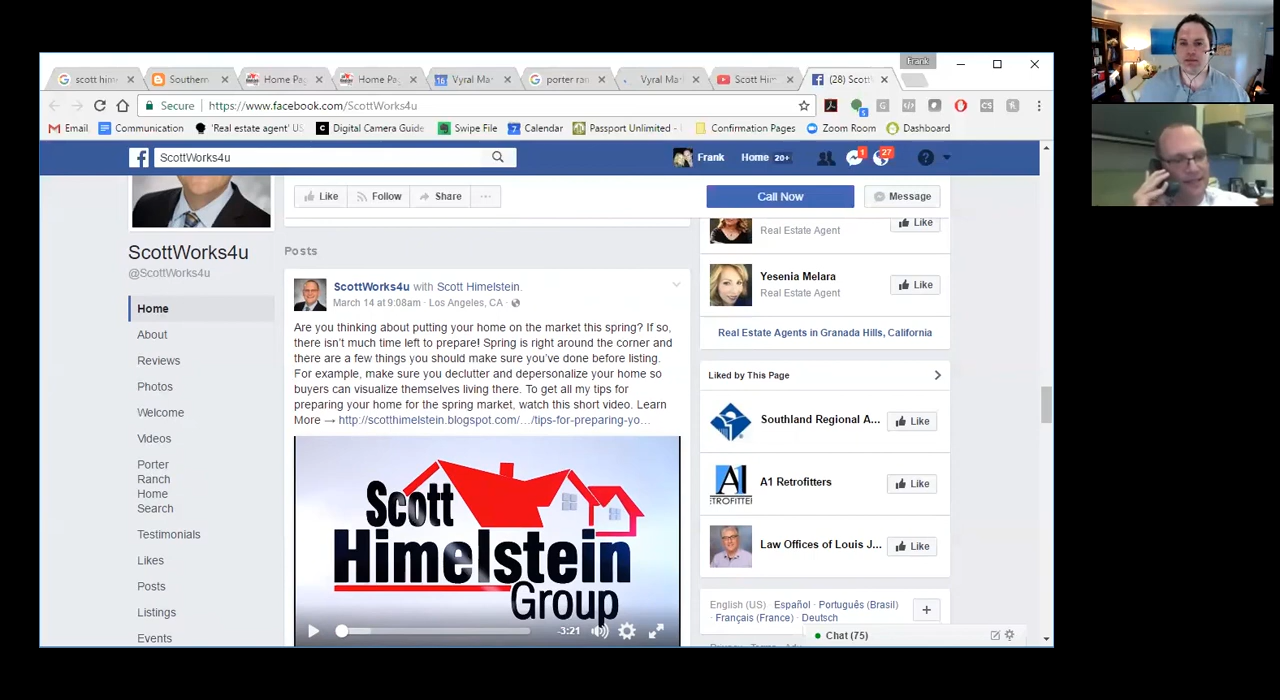 Frank
scott him
Southern
Home Pa
Home Pa
Vyral Ma
porter ra
Vyral Ma
Scott Him
(28) Scott
Secure
https://www.facebook.com/ScottWorks4u
Email
Communication
'Real estate agent' US
Digital Camera Guide
Swipe File
Calendar
Passport Unlimited -
Confirmation Pages
Zoom Room
Dashboard
ScottWorks4u
Frank
Home 20+
1
27
Like
Follow
Share
Call Now
Message
ScottWorks4u
@ScottWorks4u
Home
About
Reviews
Photos
Welcome
Videos
Porter
Ranch
Home
Search
Testimonials
Likes
Posts
Listings
Events
Posts
ScottWorks4u with Scott Himelstein.
March 14 at 9:08am · Los Angeles, CA ·
Are you thinking about putting your home on the market this spring? If so,
there isn't much time left to prepare! Spring is right around the corner and
there are a few things you should make sure you've done before listing.
For example, make sure you declutter and depersonalize your home so
buyers can visualize themselves living there. To get all my tips for
preparing your home for the spring market, watch this short video. Learn
More → http://scotthimelstein.blogspot.com/.../tips-for-preparing-yo...
Scott
Himelstein
Group
-3:21
Real Estate Agent
Like
Yesenia Melara
Real Estate Agent
Like
Real Estate Agents in Granada Hills, California
Liked by This Page
Southland Regional A...
Like
A1
A1 Retrofitters
Like
Law Offices of Louis J...
Like
English (US) Español · Português (Brasil)
· Français (France) · Deutsch
Chat (75)